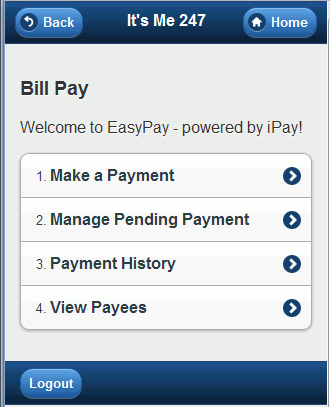 Back
It's Me 247
Home
Bill Pay
Welcome to EasyPay - powered by iPay!
1. Make a Payment
2. Manage Pending Payment
3. Payment History
4. View Payees
Logout